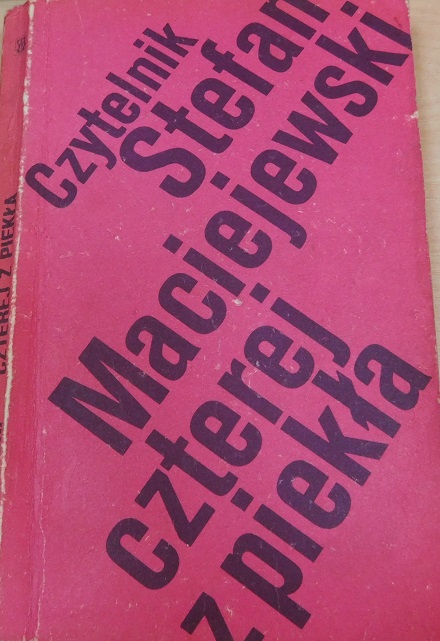 Czytelnik
Stefan
Maciejewski
czterej
z piekła
CZTEREJ Z PIEKŁA